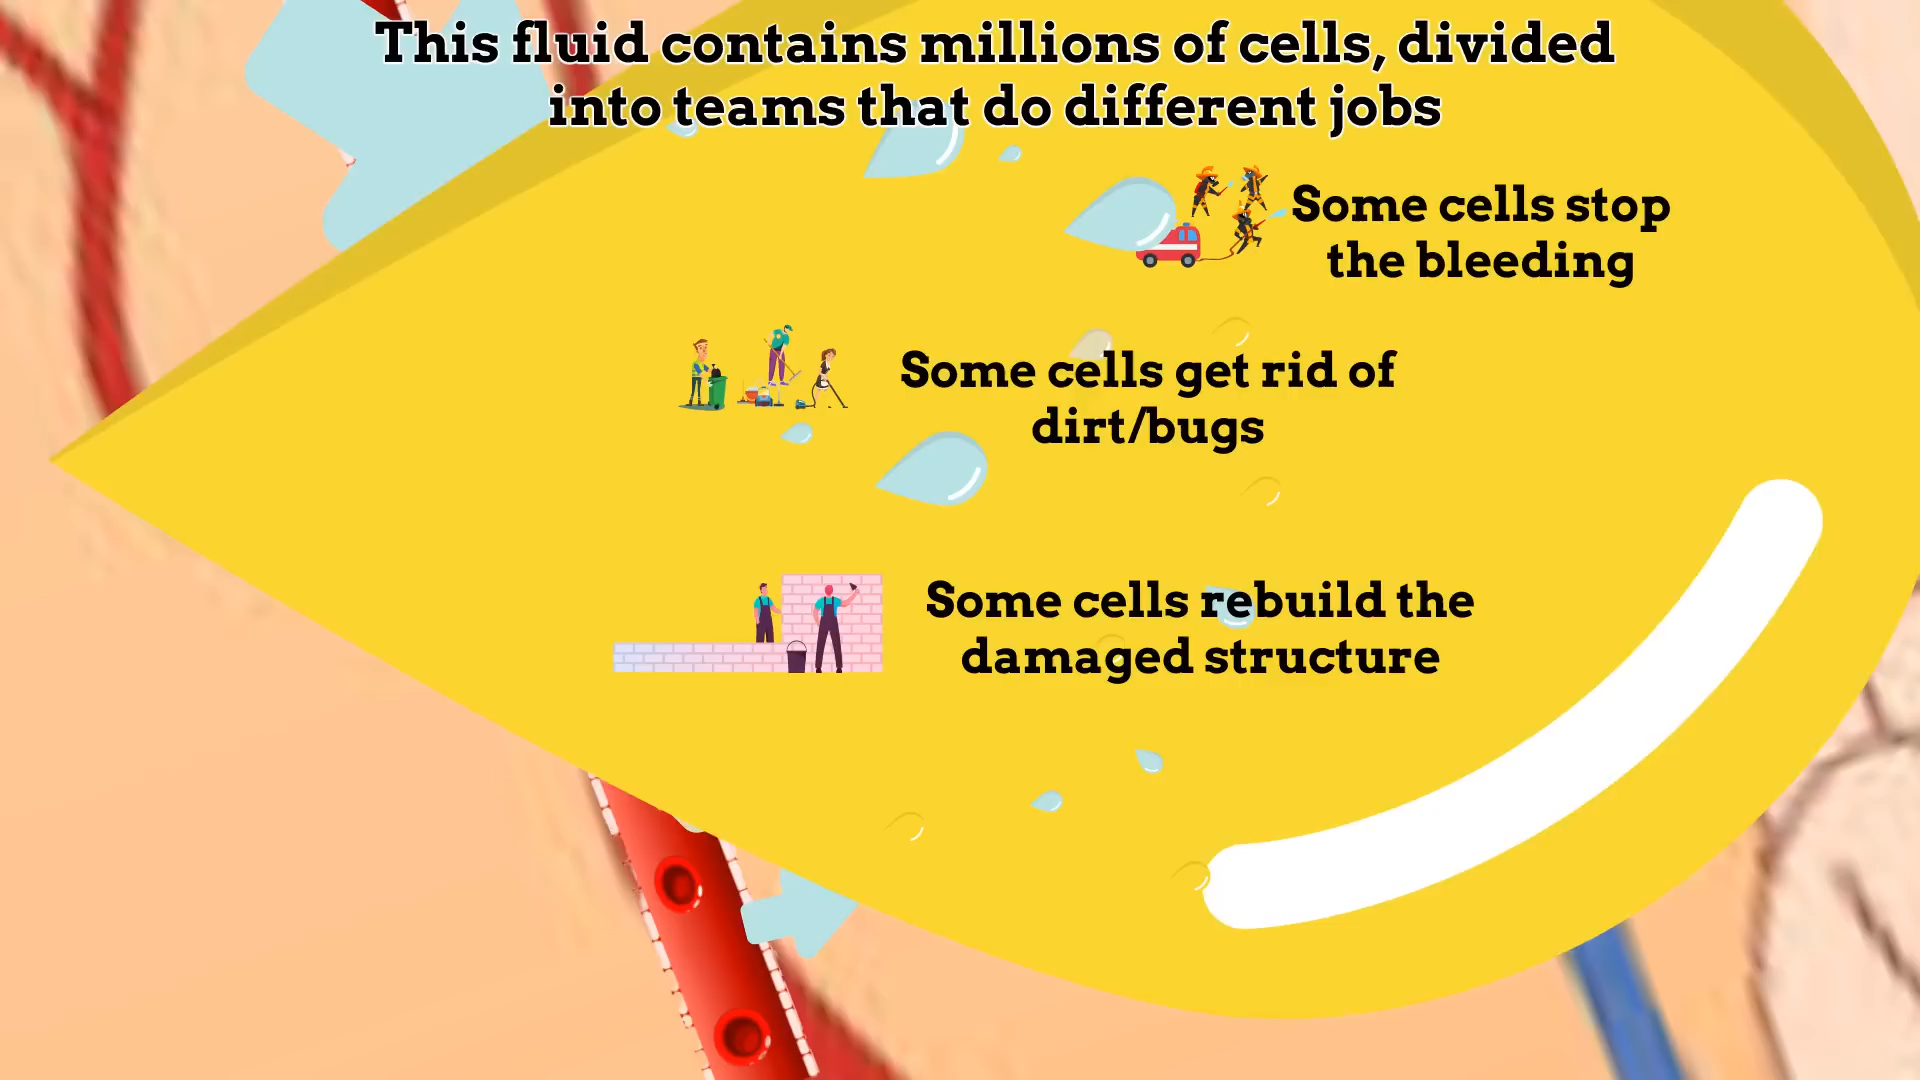 This fluid contains millions of cells, divided
into teams that do different jobs
Some cells stop
the bleeding
Some cells get rid of
dirt/bugs
Some cells rebuild the
damaged structure